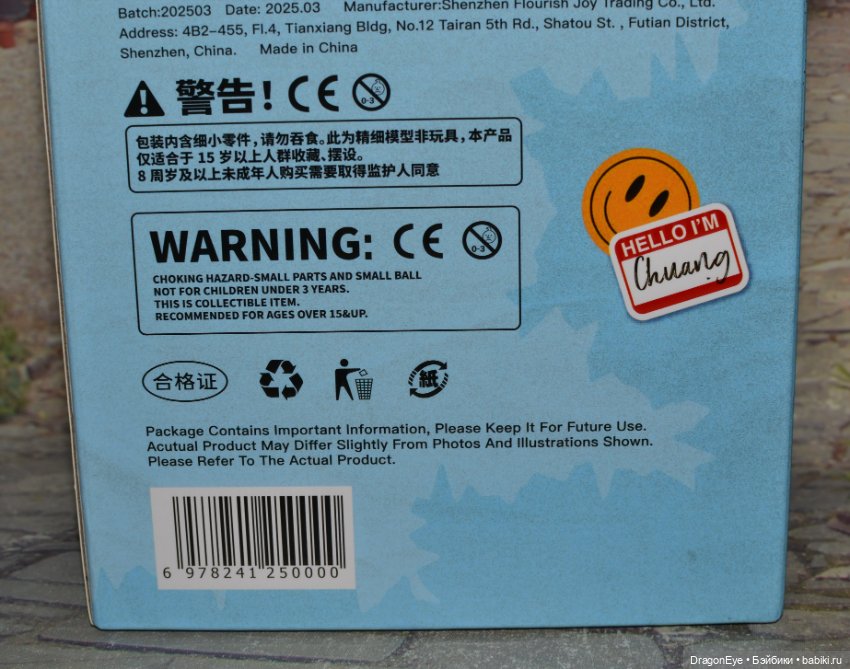 Batch:202503 Date: 2025.03 Manufacturer:Shenzhen Flourish Joy Trading Co., Ltd.
Address: 4B2-455, Fl.4, Tianxiang Bldg, No.12 Tairan 5th Rd., Shatou St. , Futian District,
Shenzhen, China. Made in China
警告! CE 0-3
包装内含细小零件,请勿吞食。此为精细模型非玩具,本产品
仅适合于 15 岁以上人群收藏、摆设。
8 周岁及以上未成年人购买需要取得监护人同意
WARNING: CE 0-3
CHOKING HAZARD-SMALL PARTS AND SMALL BALL
NOT FOR CHILDREN UNDER 3 YEARS.
THIS IS COLLECTIBLE ITEM.
RECOMMENDED FOR AGES OVER 15&UP.
HELLO I'M
Chuang
合格证
紙
Package Contains Important Information, Please Keep It For Future Use.
Acutual Product May Differ Slightly From Photos And Illustrations Shown.
Please Refer To The Actual Product.
6 978241 250000
DragonEye • Бэйбики • babiki.ru